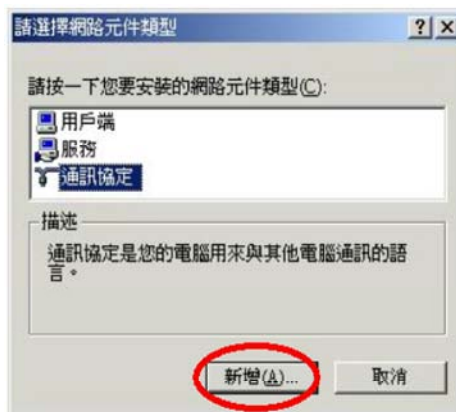 請選擇網路元件類型
請按一下您要安裝的網路元件類型(C):
用戶端
服務
通訊協定
描述
通訊協定是您的電腦用來與其他電腦通訊的語
言。
新增(A)...
取消